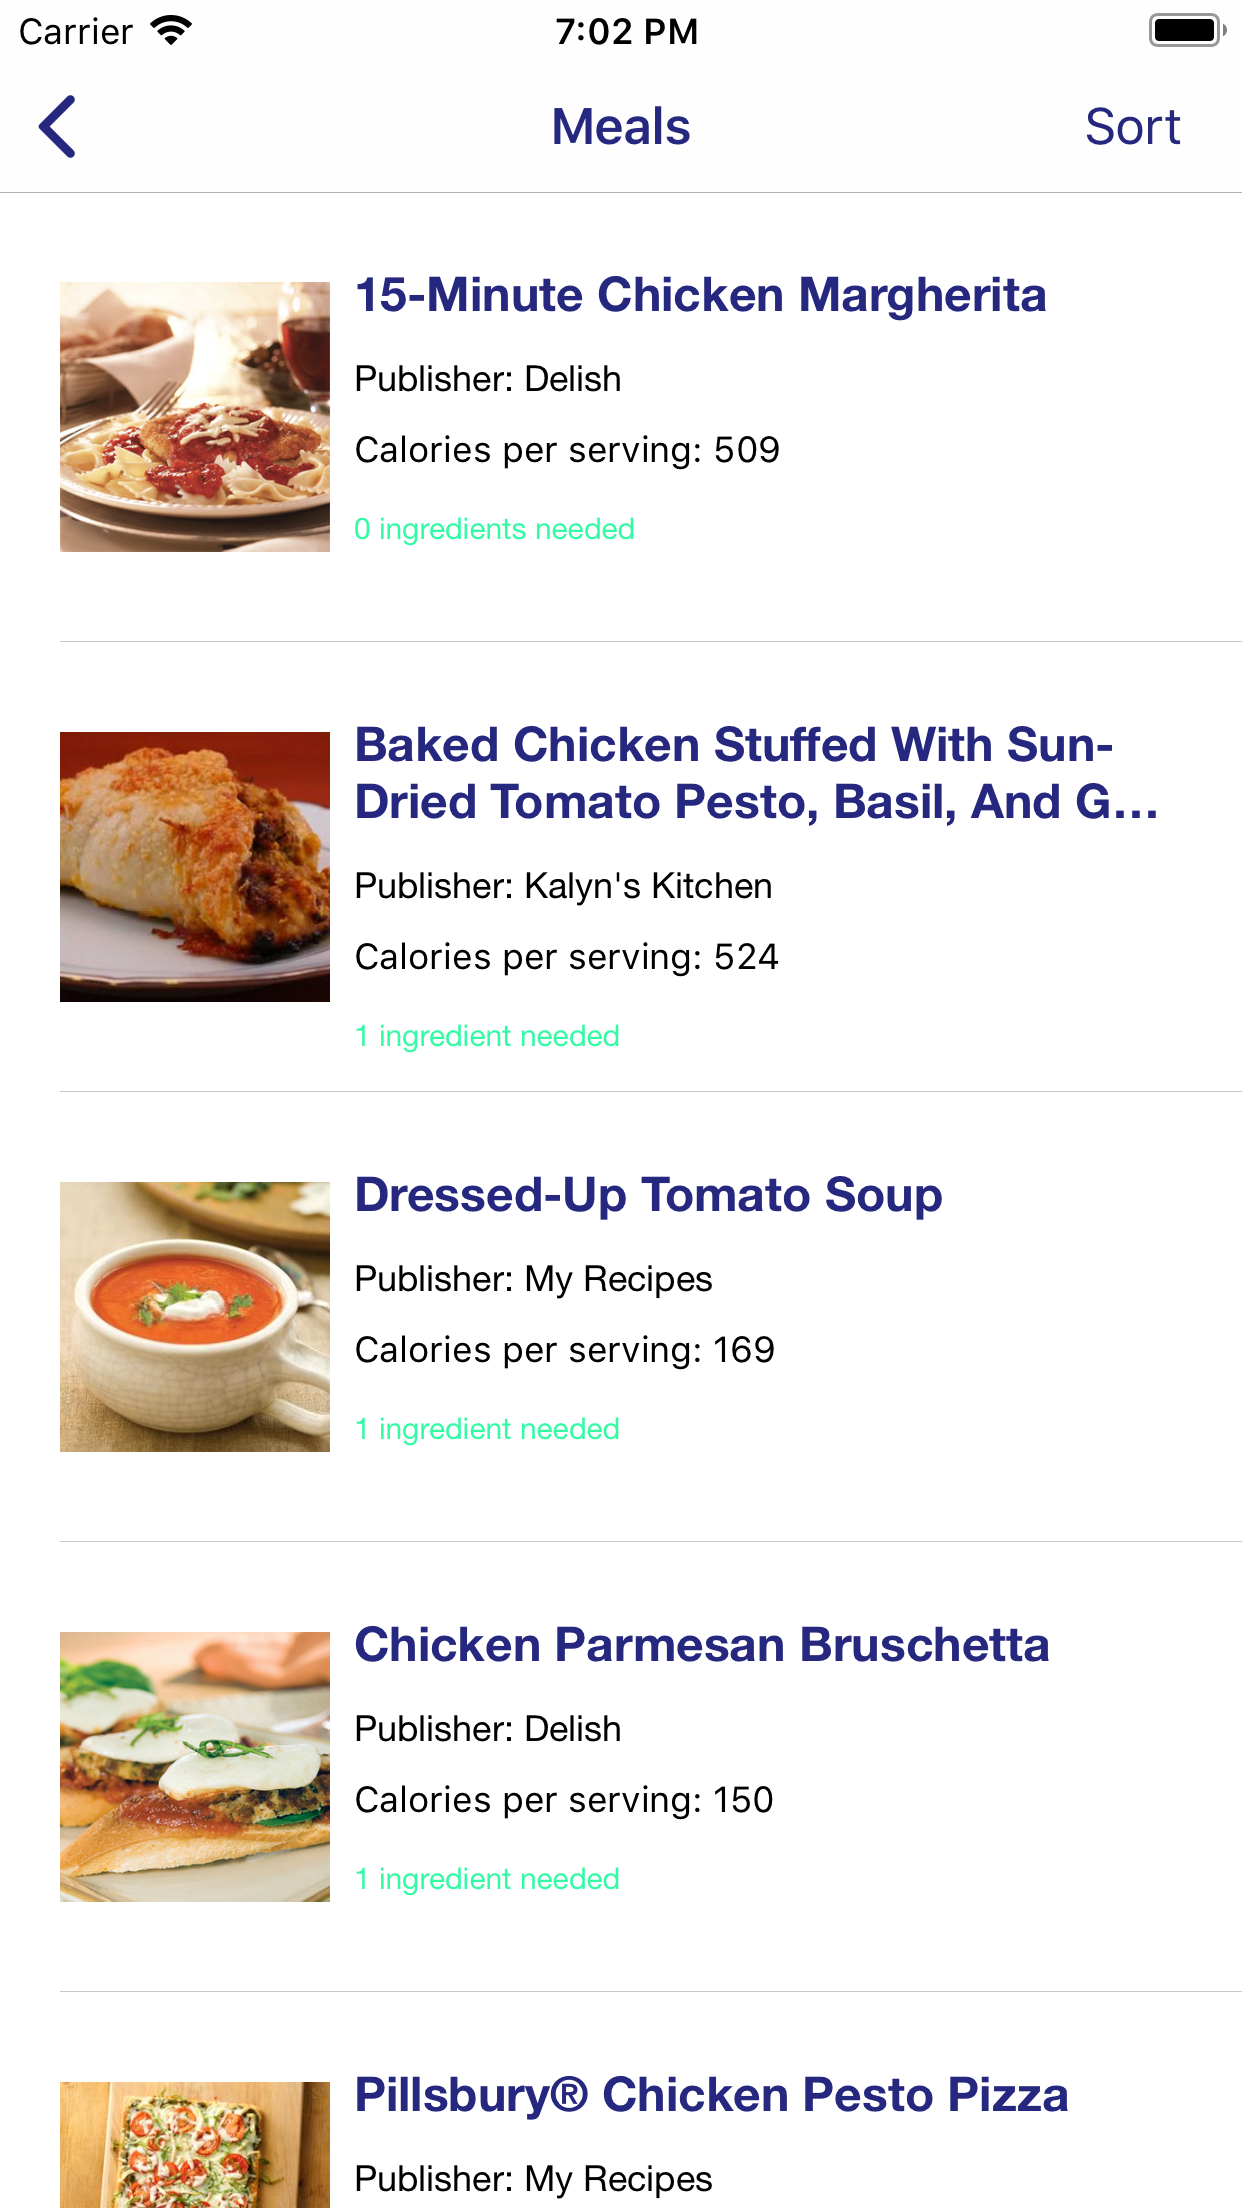 Carrier 7:02 PM
Meals Sort
15-Minute Chicken Margherita
Publisher: Delish
Calories per serving: 509
0 ingredients needed
Baked Chicken Stuffed With Sun-
Dried Tomato Pesto, Basil, And G...
Publisher: Kalyn's Kitchen
Calories per serving: 524
1 ingredient needed
Dressed-Up Tomato Soup
Publisher: My Recipes
Calories per serving: 169
1 ingredient needed
Chicken Parmesan Bruschetta
Publisher: Delish
Calories per serving: 150
1 ingredient needed
Pillsbury® Chicken Pesto Pizza
Publisher: My Recipes